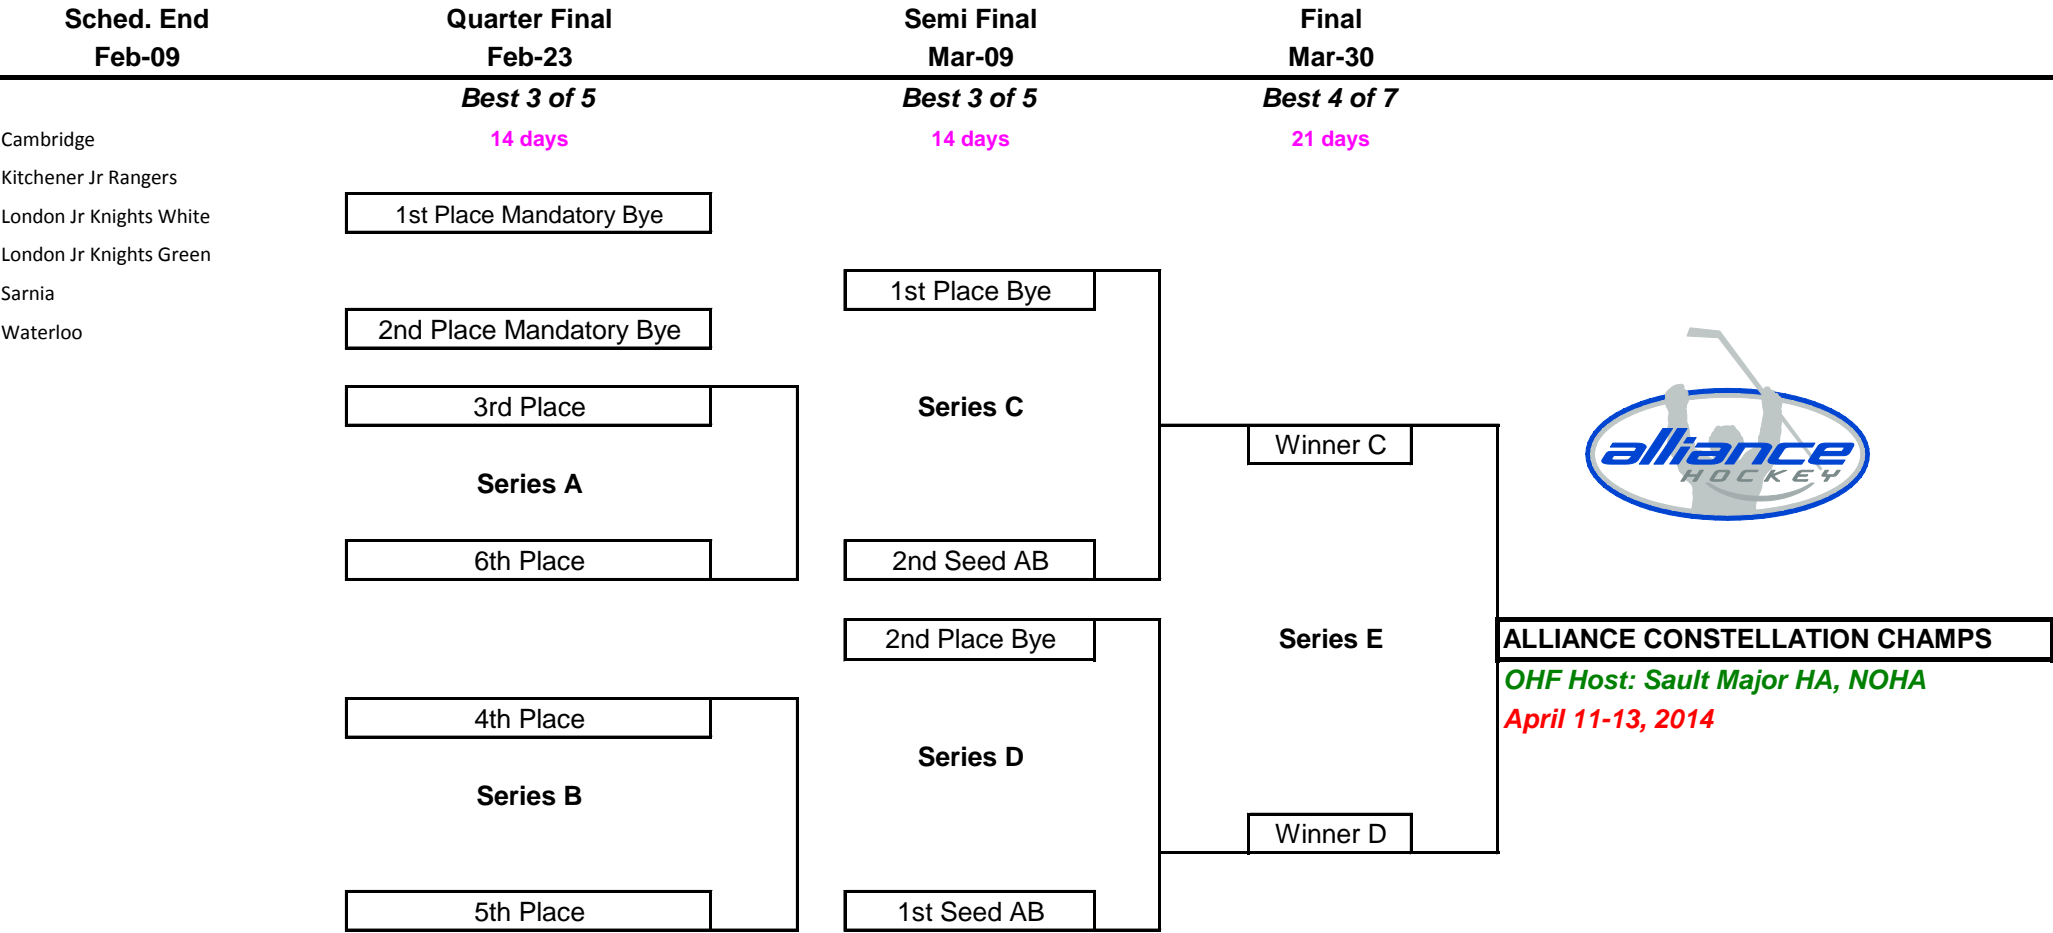 Sched. End Quarter Final Semi Final Final
Feb-09 Feb-23 Mar-09 Mar-30
Best 3 of 5 Best 3 of 5 Best 4 of 7
Cambridge 14 days 14 days 21 days
Kitchener Jr Rangers
London Jr Knights White 1st Place Mandatory Bye
London Jr Knights Green
Sarnia 1st Place Bye
Waterloo 2nd Place Mandatory Bye
3rd Place Series C
Winner C
alliance
HOCKEY
Series A
6th Place 2nd Seed AB
2nd Place Bye Series E ALLIANCE CONSTELLATION CHAMPS
OHF Host: Sault Major HA, NOHA
4th Place April 11-13, 2014
Series D
Series B
Winner D
5th Place 1st Seed AB